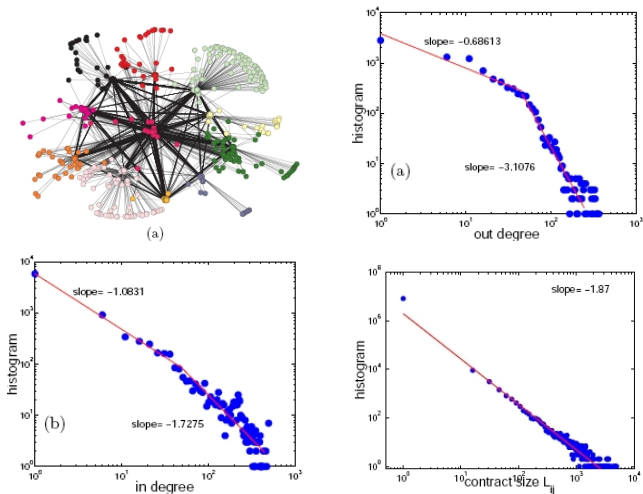 (a)
slope= -0.68613
slope= -3.1076
(a)
histogram
10^4
10^3
10^2
10^1
10^0
10^0 10^1 10^2 10^3
out degree
slope= -1.0831
slope= -1.7275
(b)
histogram
10^4
10^3
10^2
10^1
10^0
10^0 10^1 10^2 10^3
in degree
slope= -1.87
histogram
10^8
10^6
10^4
10^2
10^0
10^0 10^1 10^2 10^3 10^4
contract size L_ij